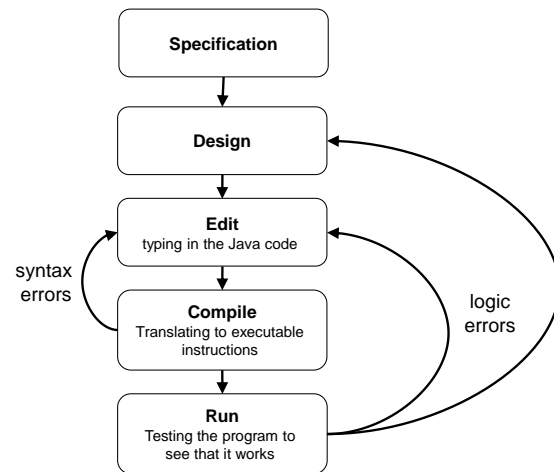 Specification
Design
Edit
typing in the Java code
syntax
errors
Compile
Translating to executable
instructions
logic
errors
Run
Testing the program to
see that it works